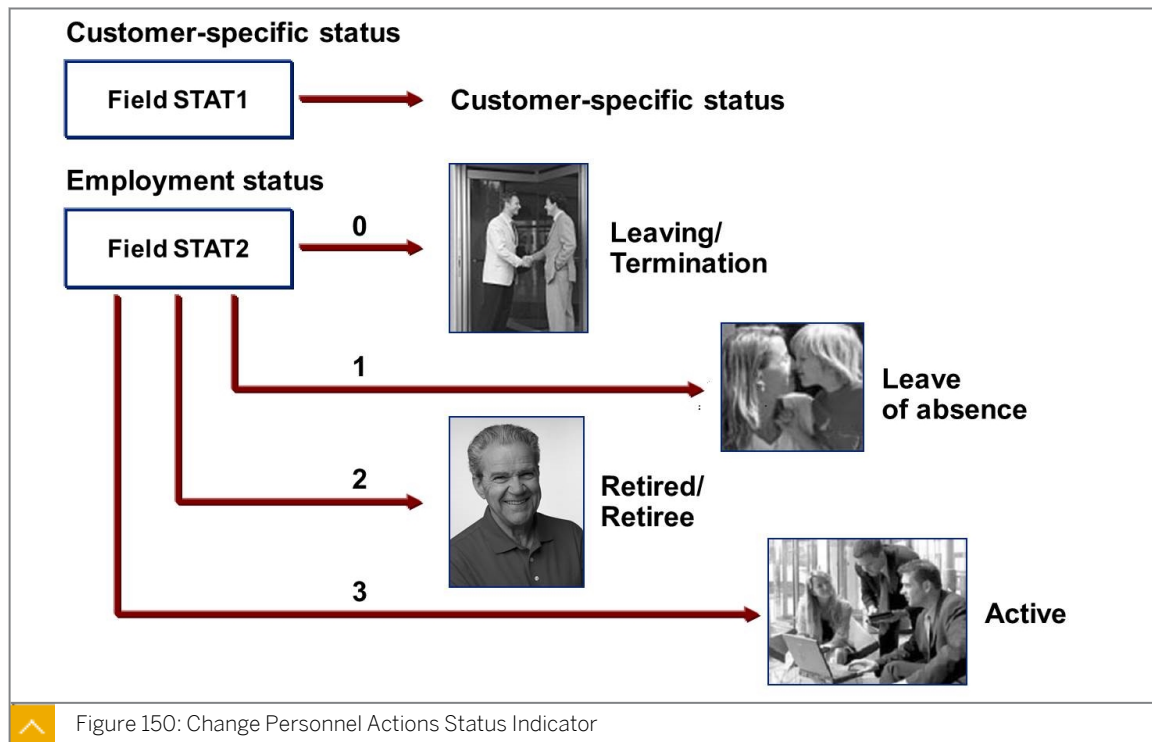 Customer-specific status
Field STAT1
Customer-specific status
Employment status
Field STAT2
0
Leaving/
Termination
1
Leave
of absence
2
Retired/
Retiree
3
Active
Figure 150: Change Personnel Actions Status Indicator